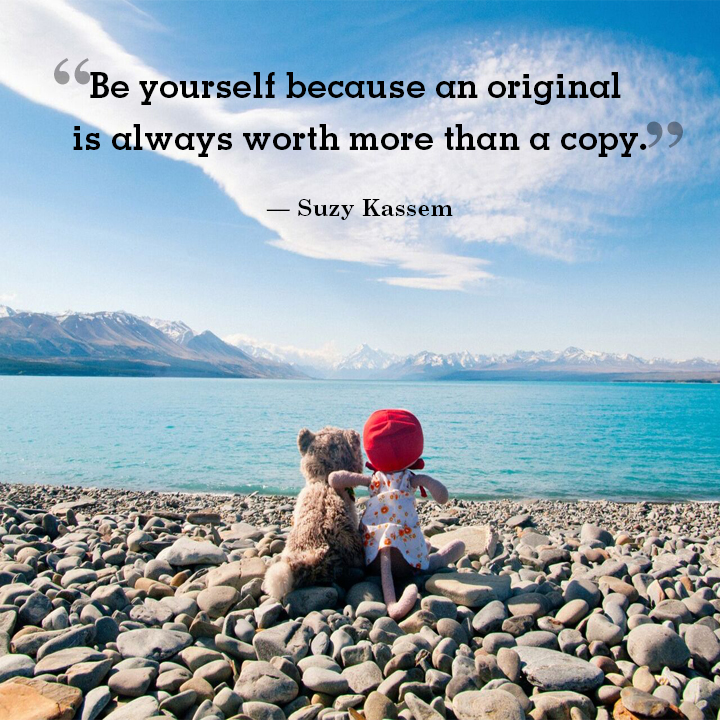 “Be yourself because an original
is always worth more than a copy.”
— Suzy Kassem